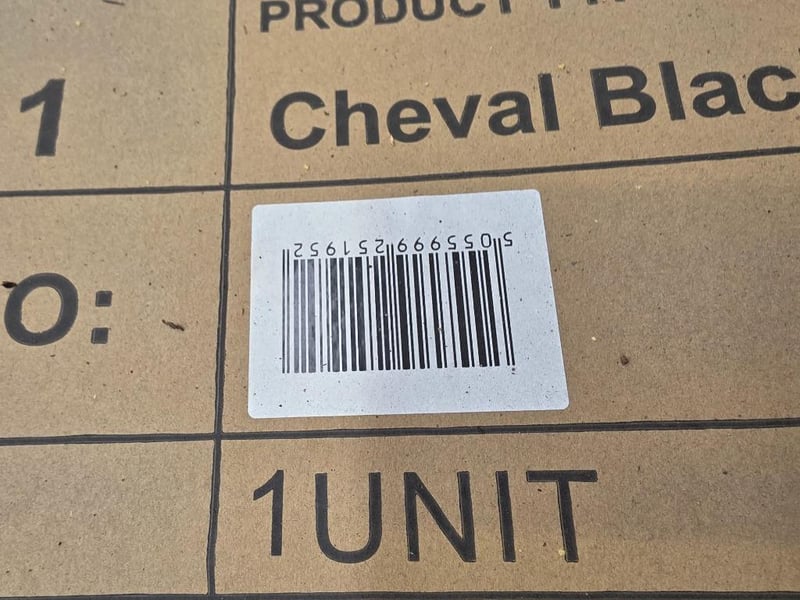 PRODUCT
1
Cheval Blac
5 055999 251952
O:
1UNIT